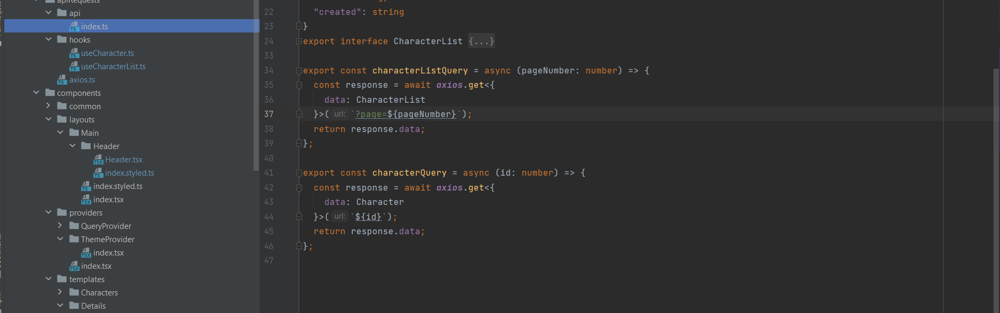 apiRequests
api
index.ts
hooks
useCharacter.ts
useCharacterList.ts
axios.ts
components
common
layouts
Main
Header
Header.tsx
index.styled.ts
index.styled.ts
index.tsx
providers
QueryProvider
ThemeProvider
index.tsx
index.tsx
templates
Characters
Details
22 "created": string
23 }
24 export interface CharacterList {...}
33
34 export const characterListQuery = async (pageNumber: number) => {
35 const response = await axios.get<{
36 data: CharacterList
37 }>( url: `?page=${pageNumber}`);
38 return response.data;
39 };
40
41 export const characterQuery = async (id: number) => {
42 const response = await axios.get<{
43 data: Character
44 }>( url: `${id}`);
45 return response.data;
46 };
47